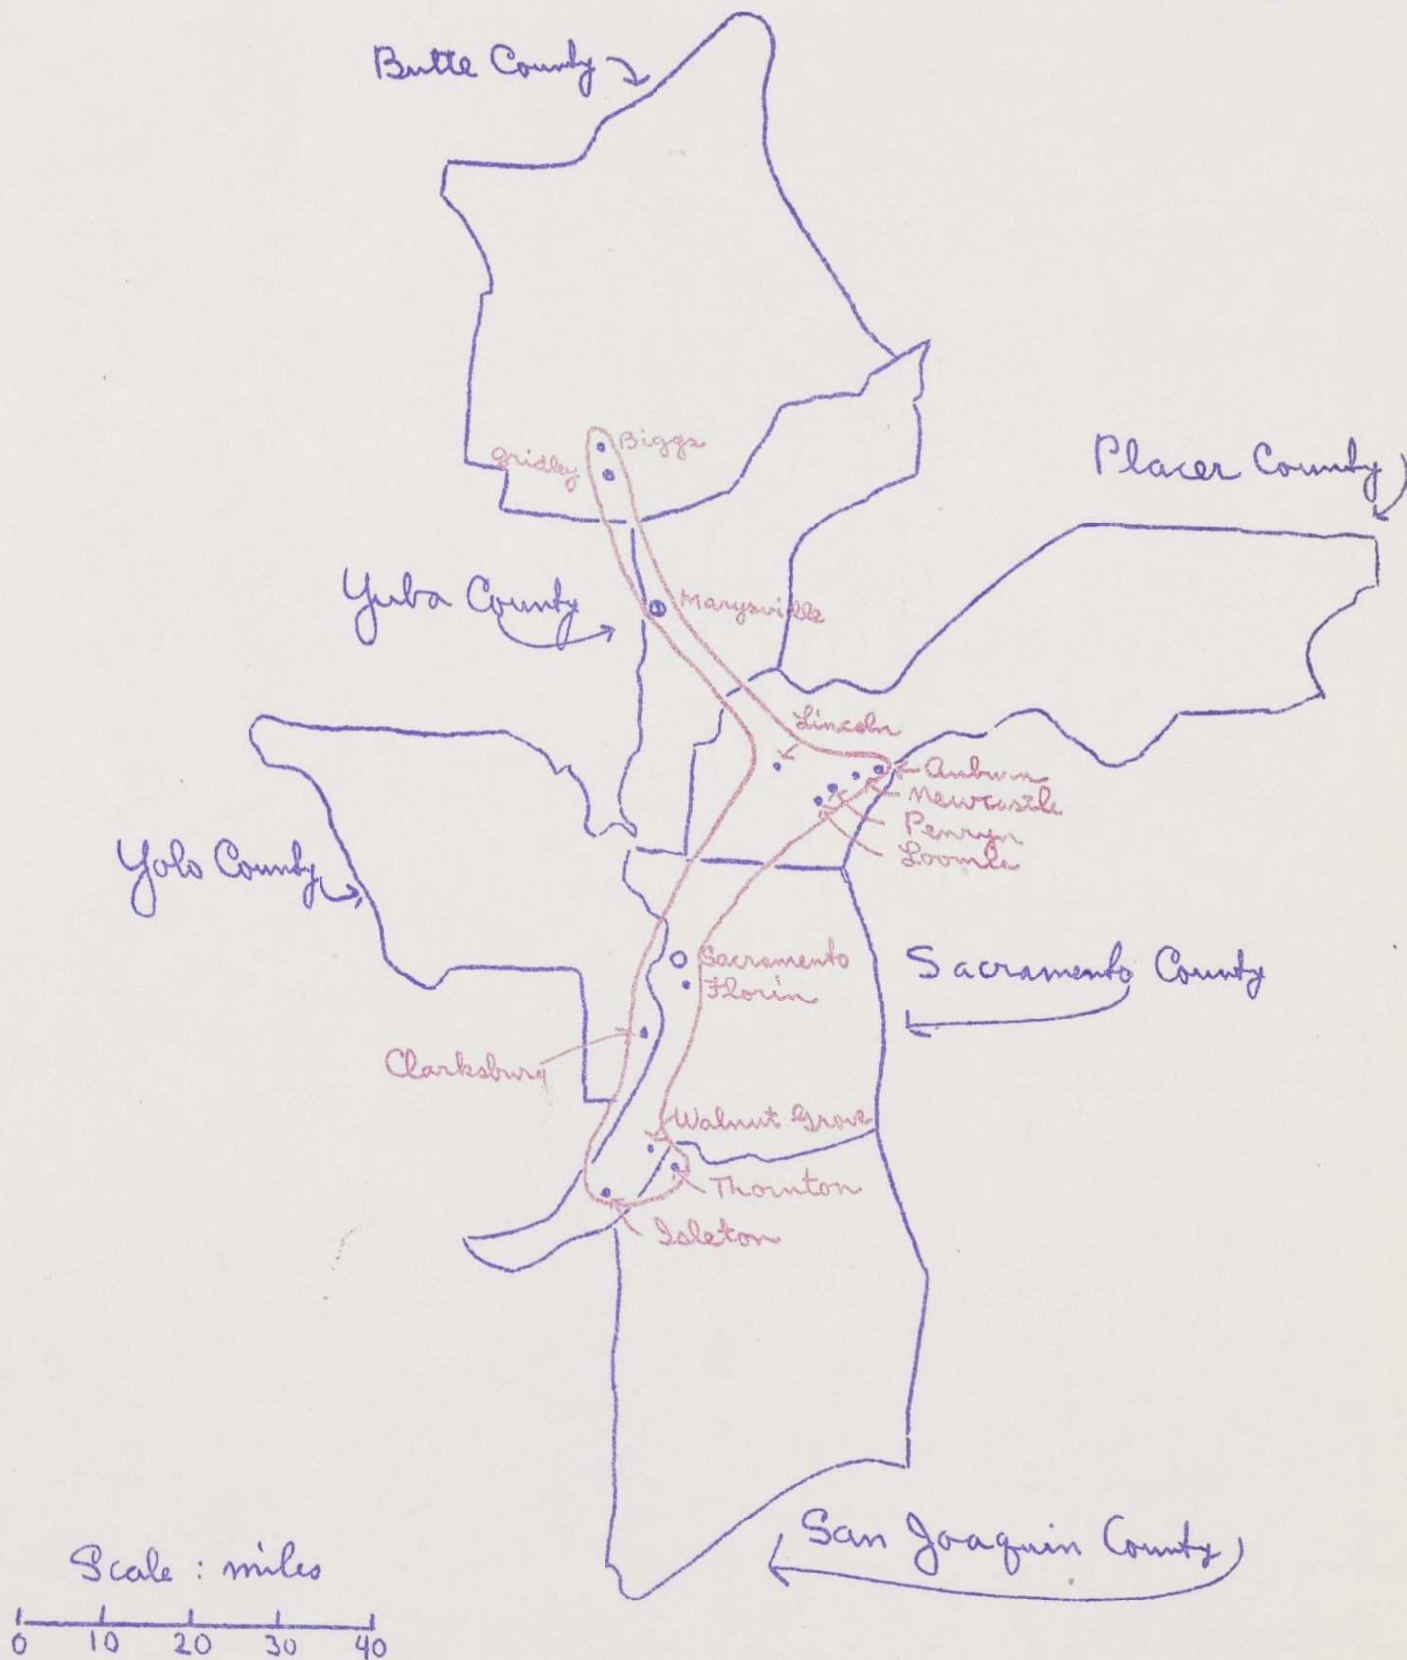 Butte County
Biggs
Gridley
Placer County
Yuba County
Marysville
Lincoln
Auburn
Newcastle
Penryn
Loomis
Yolo County
Sacramento
Florin
Sacramento County
Clarksburg
Walnut Grove
Thornton
Isleton
San Joaquin County
Scale : miles
0 10 20 30 40